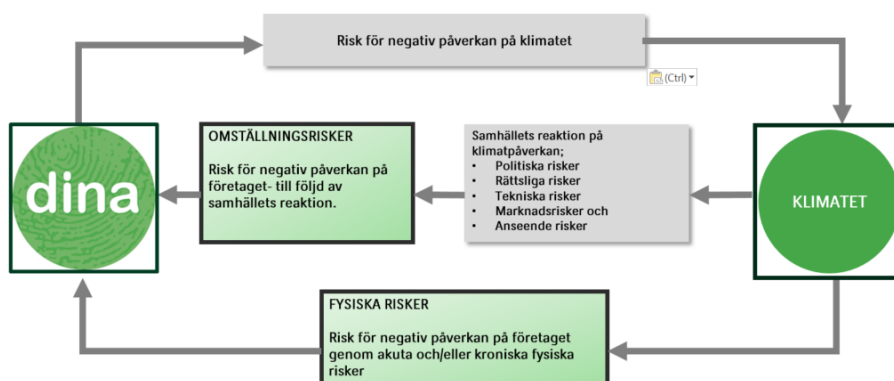 Risk för negativ påverkan på klimatet
(Ctrl)
OMSTÄLLNINGSRISKER
Risk för negativ påverkan på
företaget- till följd av
samhällets reaktion.
Samhällets reaktion på
klimatpåverkan;
• Politiska risker
• Rättsliga risker
• Tekniska risker
• Marknadsrisker och
• Anseende risker
dina
KLIMATET
FYSISKA RISKER
Risk för negativ påverkan på företaget
genom akuta och/eller kroniska fysiska
risker